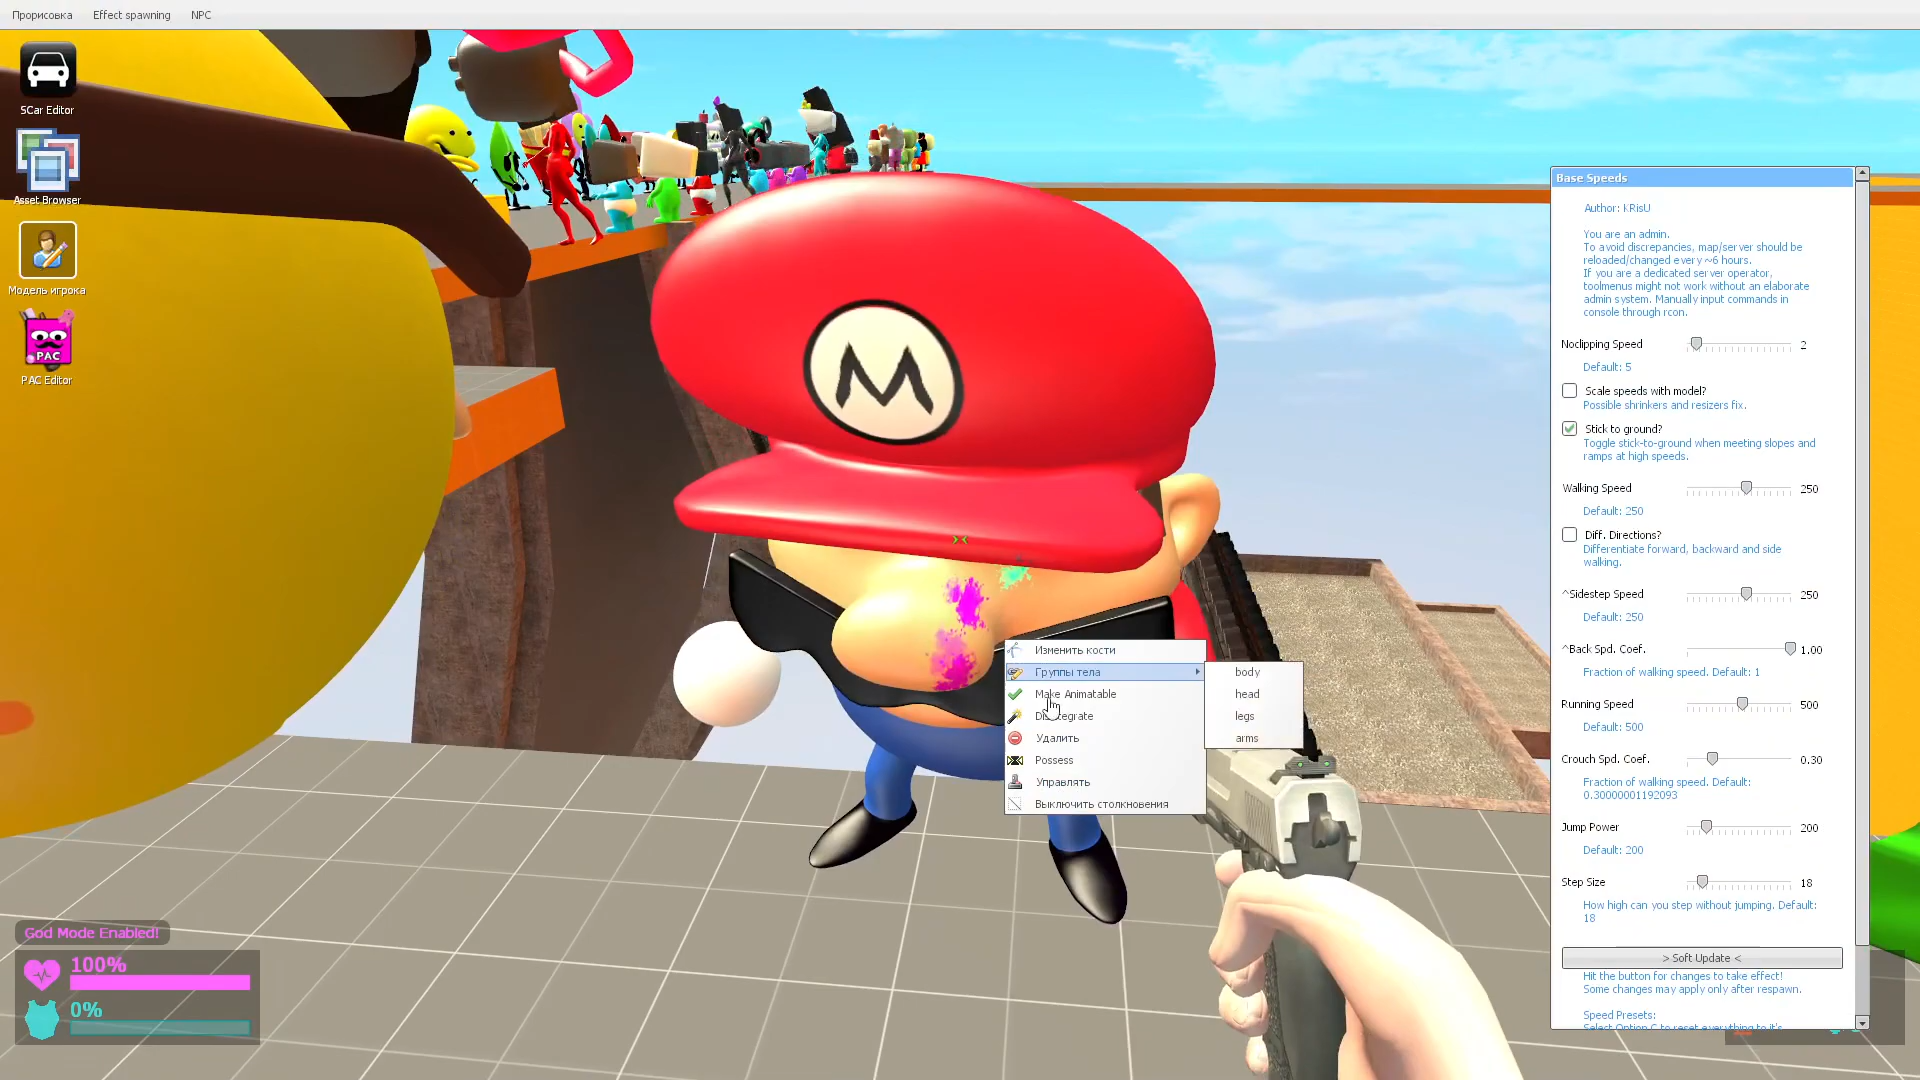 Прорисовка
Effect spawning
NPC
SCar Editor
Asset Browser
Модель игрока
PAC
PAC Editor
M
Изменить кости
Группы тела
Make Animatable
Удалить
Possess
Управлять
Выключить столкновения
body
head
legs
arms
God Mode Enabled!
100%
0%
Base Speeds
Author: KRisU
You are an admin.
To avoid discrepancies, map/server should be
reloaded/changed every ~6 hours.
If you are a dedicated server operator,
toolmenus might not work without an elaborate
admin system. Manually input commands in
console through rcon.
Noclipping Speed 2
Default: 5
Scale speeds with model?
Possible shrinkers and resizers fix.
Stick to ground?
Toggle stick-to-ground when meeting slopes and
ramps at high speeds.
Walking Speed 250
Default: 250
Diff. Directions?
Differentiate forward, backward and side
walking.
^Sidestep Speed 250
Default: 250
^Back Spd. Coef. 1.00
Fraction of walking speed. Default: 1
Running Speed 500
Default: 500
Crouch Spd. Coef. 0.30
Fraction of walking speed. Default:
0.30000001192093
Jump Power 200
Default: 200
Step Size 18
How high can you step without jumping. Default:
18
> Soft Update <
Hit the button for changes to take effect!
Some changes may apply only after respawn.
Speed Presets:
Select Option C to reset everything to it's